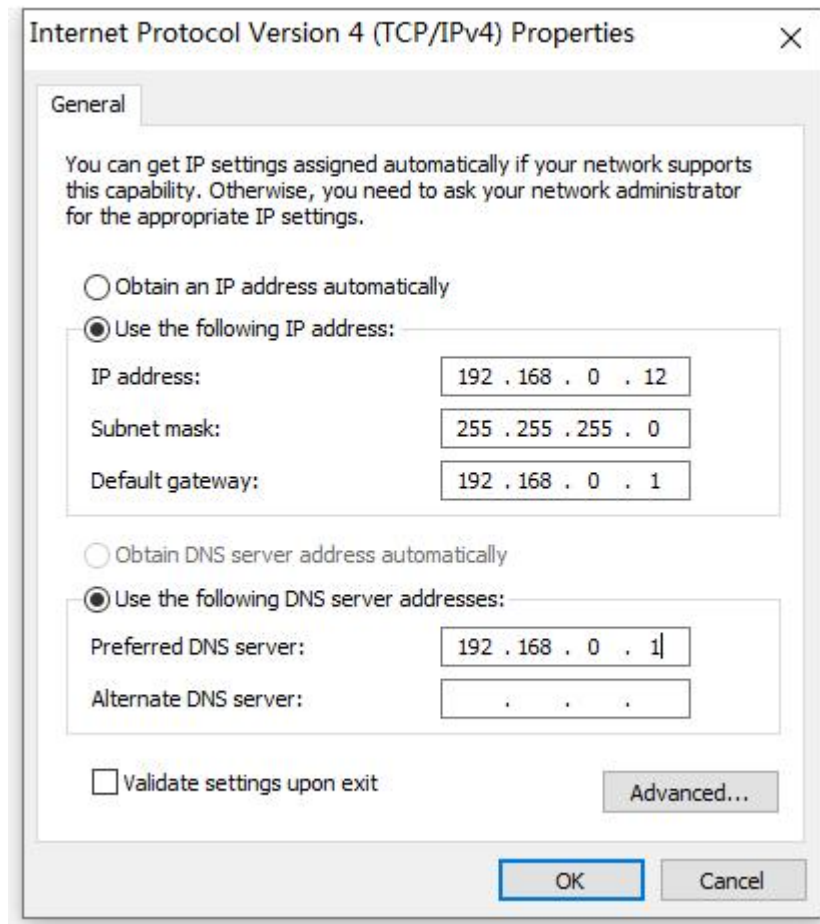 Internet Protocol Version 4 (TCP/IPv4) Properties
General
You can get IP settings assigned automatically if your network supports
this capability. Otherwise, you need to ask your network administrator
for the appropriate IP settings.
Obtain an IP address automatically
Use the following IP address:
IP address: 192 . 168 . 0 . 12
Subnet mask: 255 . 255 . 255 . 0
Default gateway: 192 . 168 . 0 . 1
Obtain DNS server address automatically
Use the following DNS server addresses:
Preferred DNS server: 192 . 168 . 0 . 1
Alternate DNS server: . . .
Validate settings upon exit
Advanced...
OK Cancel